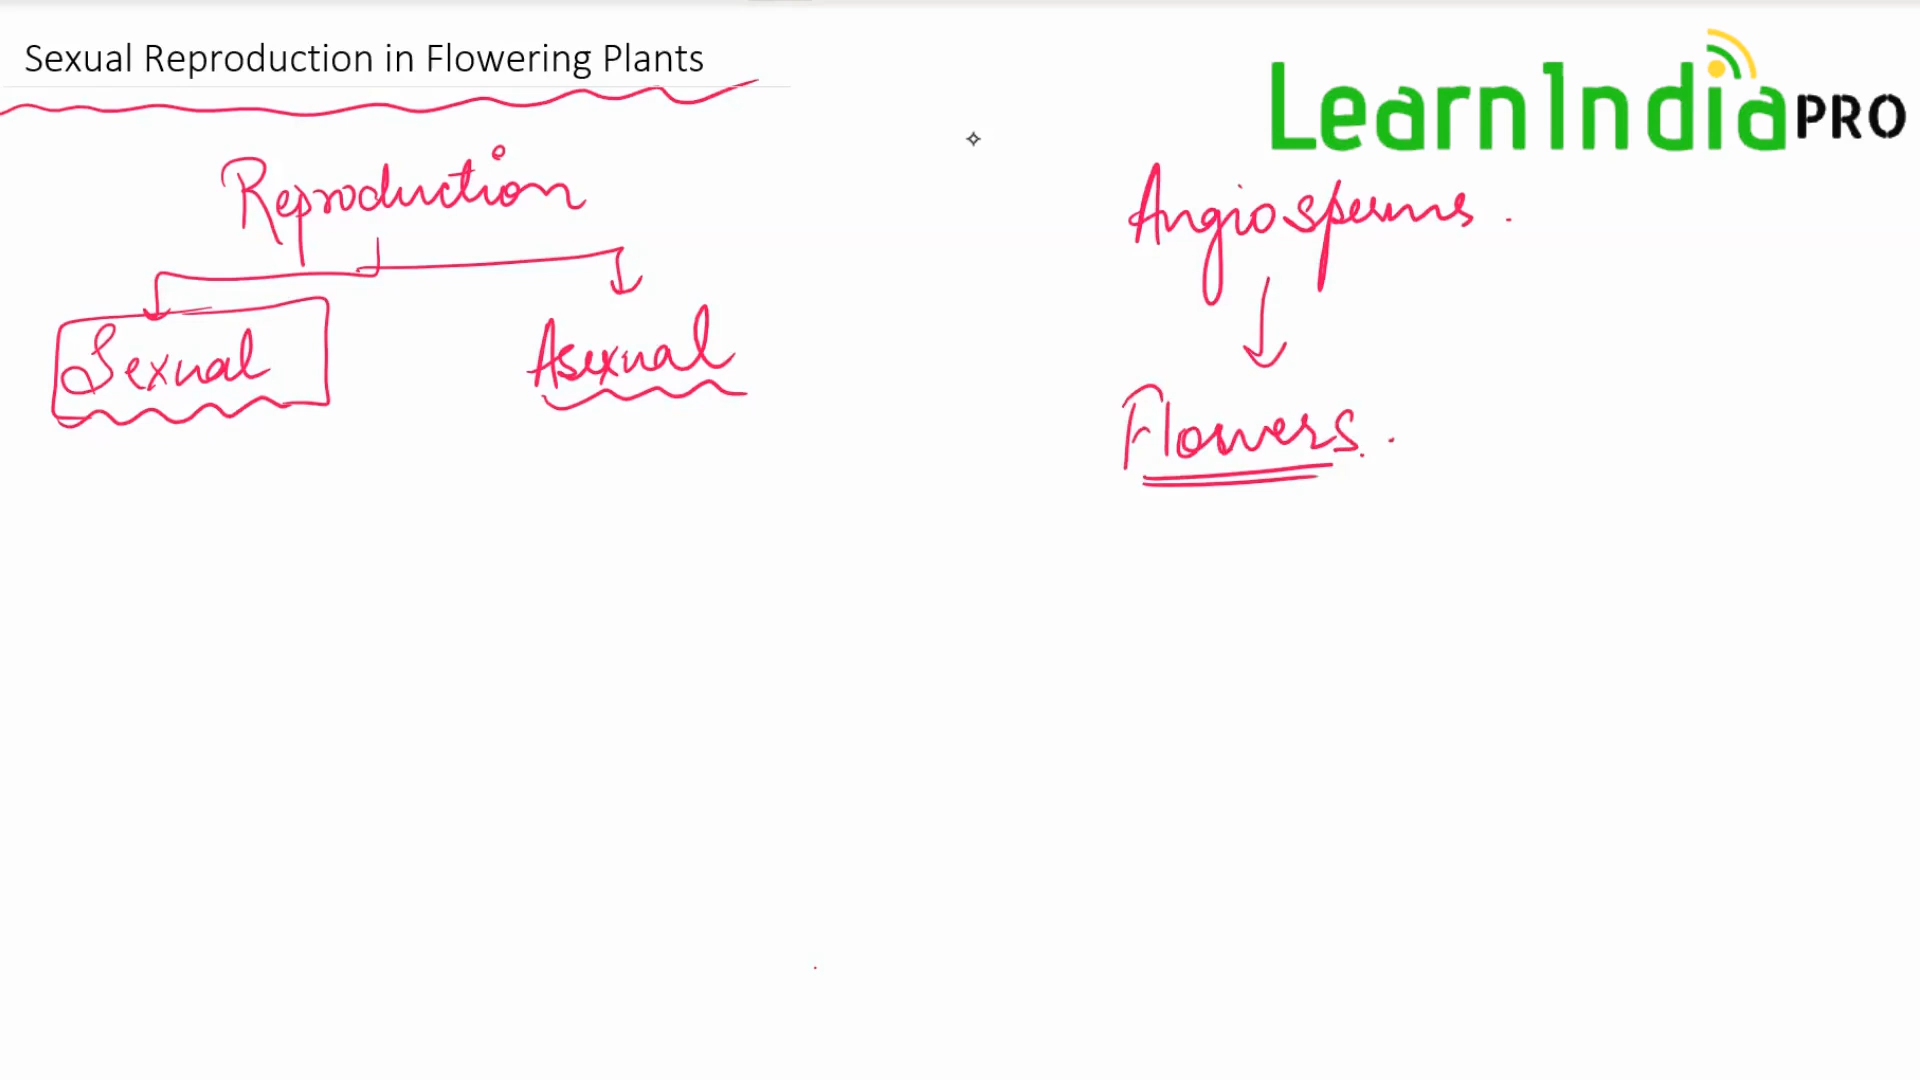 Sexual Reproduction in Flowering Plants
LearnIndia PRO
Reproduction
Sexual
Asexual
Angiosperms.
Flowers.